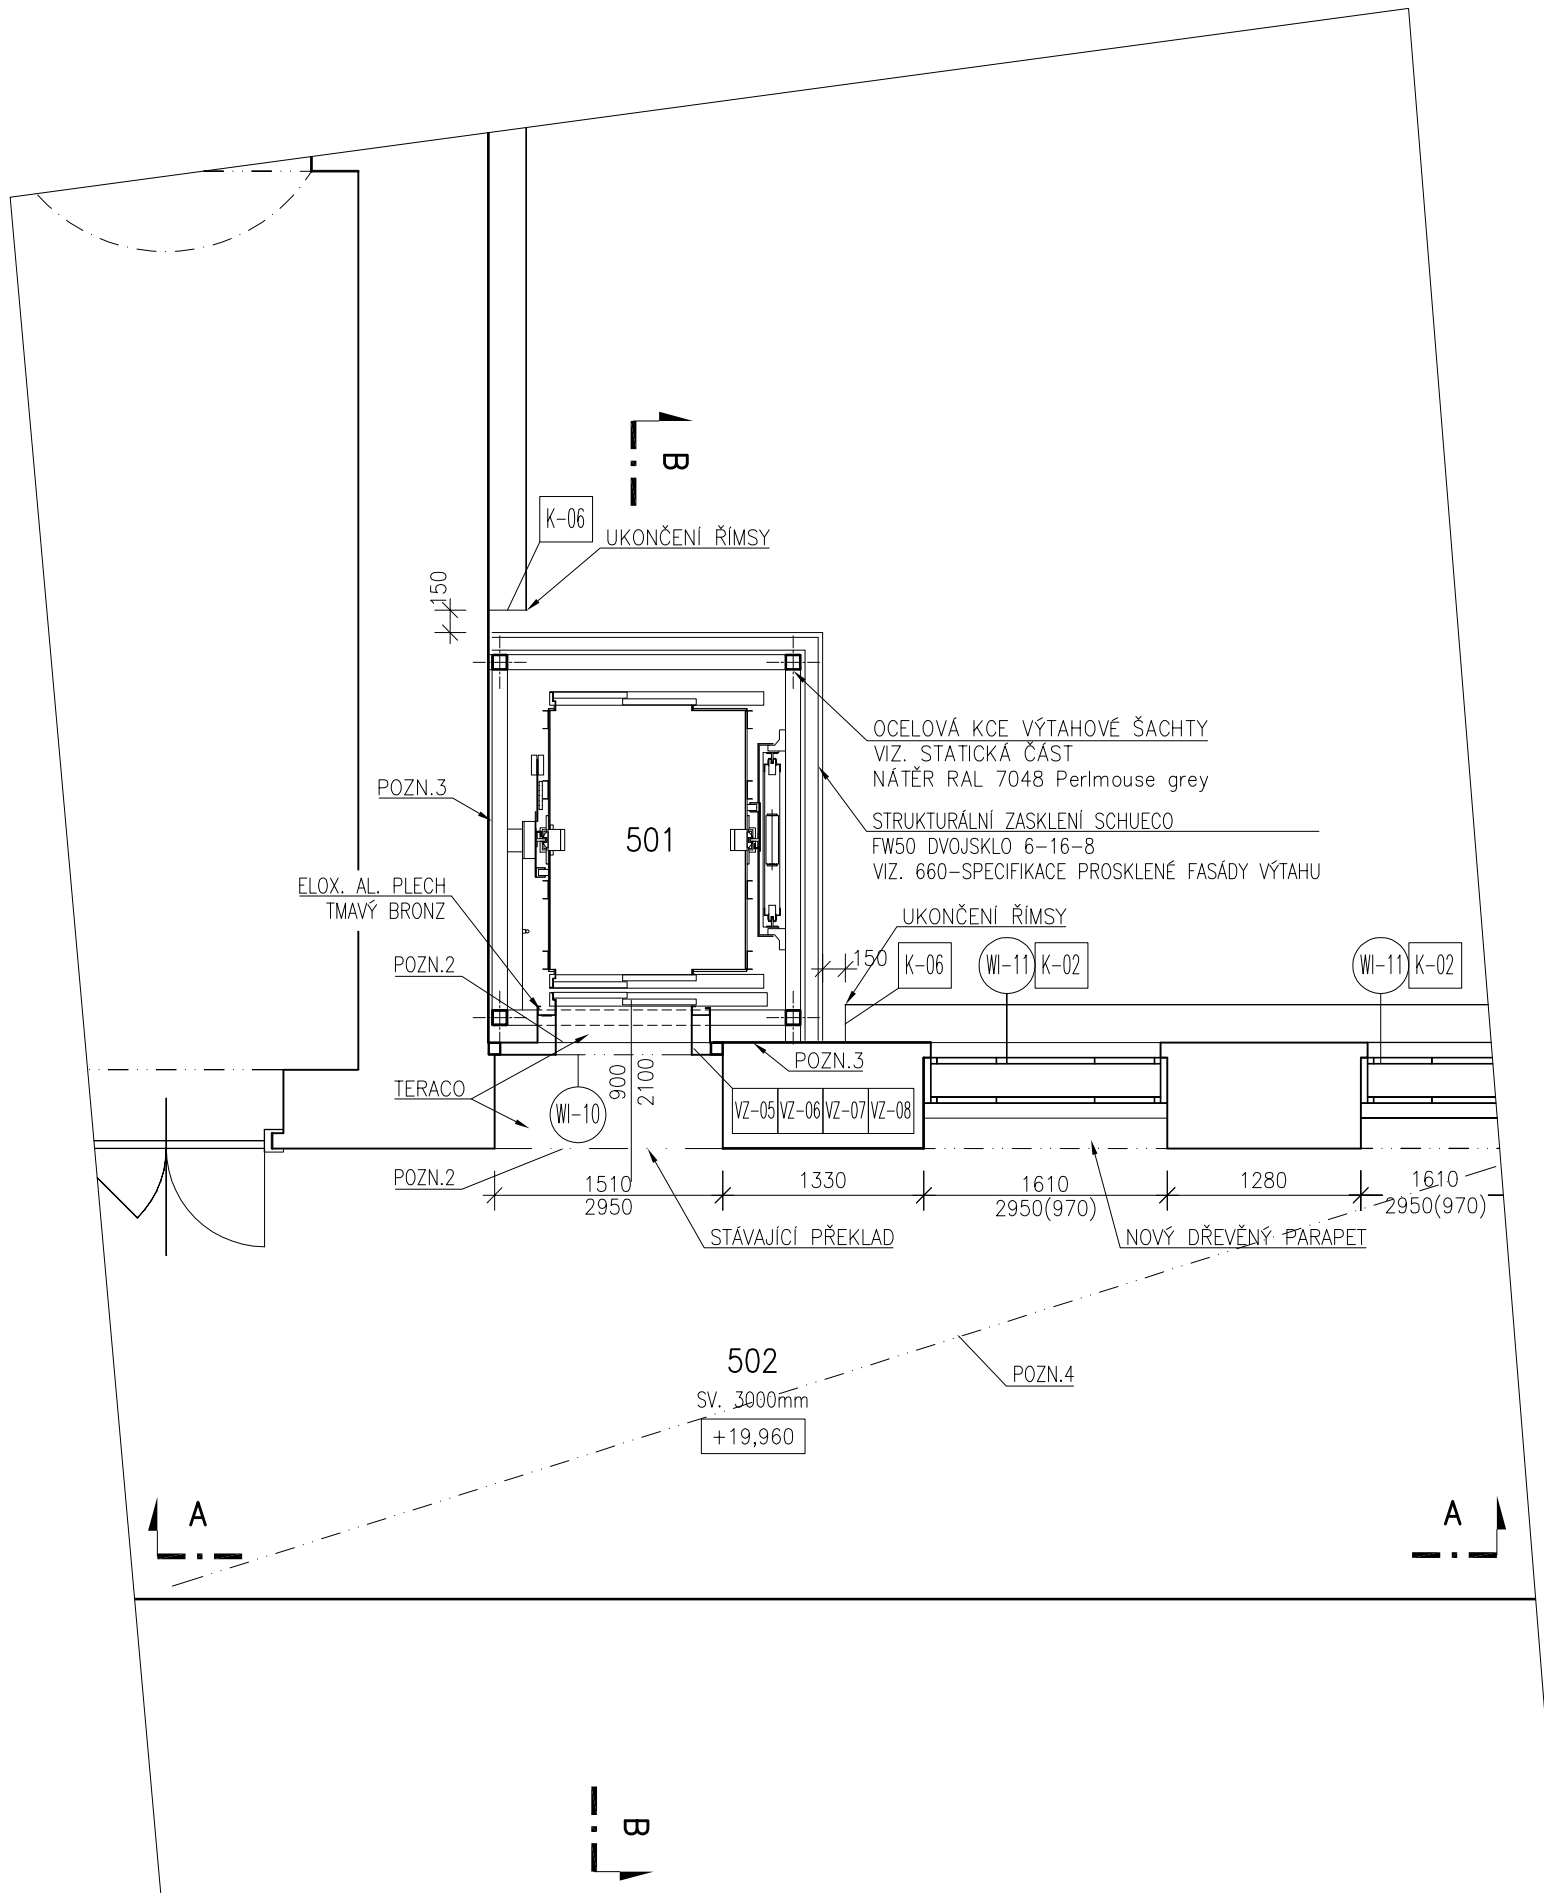 B
K-06
UKONČENÍ ŘÍMSY
150
OCELOVÁ KCE VÝTAHOVÉ ŠACHTY
VIZ. STATICKÁ ČÁST
NÁTĚR RAL 7048 Perlmouse grey
POZN.3
501
STRUKTURÁLNÍ ZASKLENÍ SCHUECO
FW50 DVOJSKLO 6-16-8
VIZ. 660-SPECIFIKACE PROSKLENÉ FASÁDY VÝTAHU
ELOX. AL. PLECH
TMAVÝ BRONZ
UKONČENÍ ŘÍMSY
POZN.2
150
K-06
WI-11
K-02
WI-11
K-02
POZN.3
TERACO
900
2100
WI-10
VZ-05
VZ-06
VZ-07
VZ-08
POZN.2
1510
2950
1330
1610
2950(970)
1280
1610
2950(970)
STÁVAJÍCÍ PŘEKLAD
NOVÝ DŘEVĚNÝ PARAPET
502
SV. 3000mm
+19,960
POZN.4
A
A
B